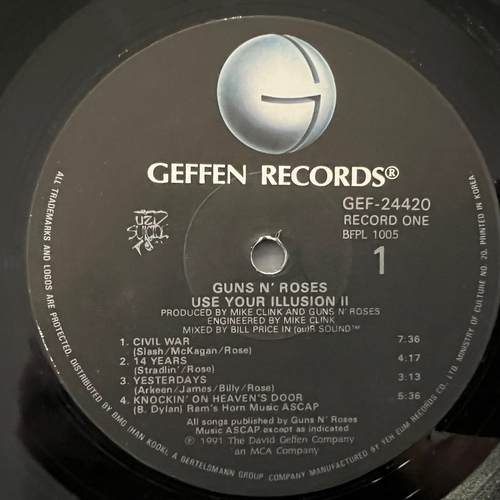 GEFFEN RECORDS®
GEF-24420
RECORD ONE
BFPL 1005
1
GUNS N' ROSES
USE YOUR ILLUSION II
PRODUCED BY MIKE CLINK AND GUNS N' ROSES
ENGINEERED BY MIKE CLINK
MIXED BY BILL PRICE IN SOUND™
1. CIVIL WAR 7:36
(Slash/McKagan/Rose)
2. 14 YEARS 4:17
(Stradlin'/Rose)
3. YESTERDAYS 3:13
(Arkeen/James/Billy/Rose)
4. KNOCKIN' ON HEAVEN'S DOOR 5:36
(B. Dylan) Ram's Horn Music ASCAP
All songs published by Guns N' Roses
Music ASCAP except as indicated
℗ 1991 The David Geffen Company
an MCA Company
ALL TRADEMARKS AND LOGOS ARE PROTECTED. DISTRIBUTED BY BMG (HAN KOOK), A BERTELSMANN GROUP COMPANY MANUFACTURED BY YEH EUM RECORDS CO. LTD. MINISTRY OF CULTURE NO. 20, PRINTED IN KOREA.